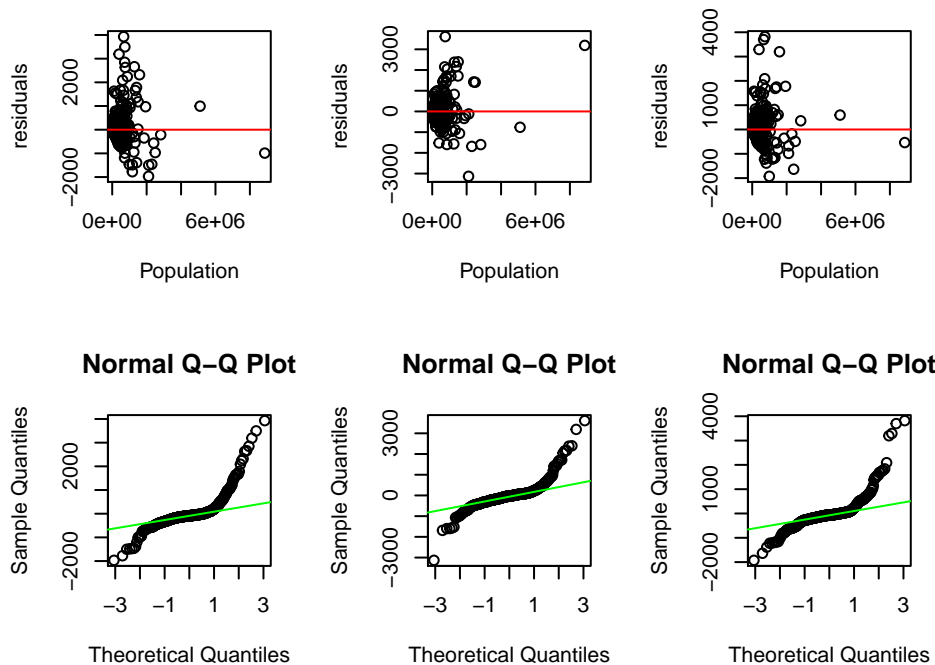 residuals
−2000
2000
0e+00
6e+06
Population
residuals
−3000
0
3000
0e+00
6e+06
Population
residuals
−2000
1000
4000
0e+00
6e+06
Population
Normal Q−Q Plot
Sample Quantiles
−2000
2000
−3
−1
1
3
Theoretical Quantiles
Normal Q−Q Plot
Sample Quantiles
−3000
0
3000
−3
−1
1
3
Theoretical Quantiles
Normal Q−Q Plot
Sample Quantiles
−2000
1000
4000
−3
−1
1
3
Theoretical Quantiles